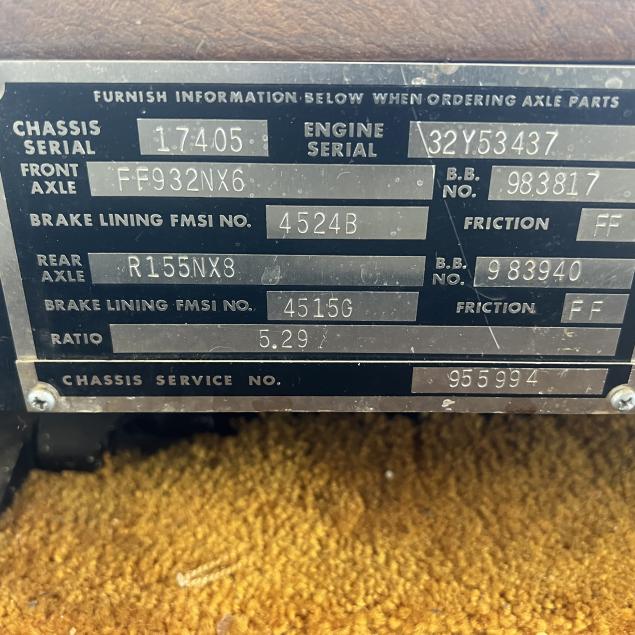 FURNISH INFORMATION BELOW WHEN ORDERING AXLE PARTS
CHASSIS SERIAL 17405 ENGINE SERIAL 32Y53437
FRONT AXLE FF932NX6 B.B. NO. 983817
BRAKE LINING FMSI NO. 4524B FRICTION FF
REAR AXLE R155NX8 B.B. NO. 983940
BRAKE LINING FMSI NO. 4515G FRICTION FF
RATIO 5.29
CHASSIS SERVICE NO. 955994